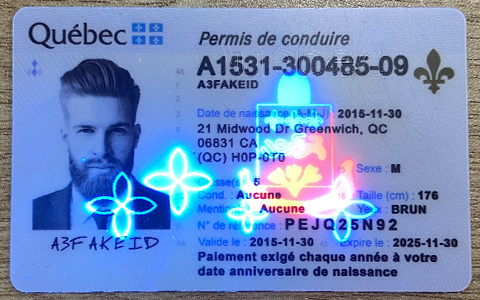 Québec
Permis de conduire
A1531-300485-09
A3FAKEID
Date de naissance (A-M-J) : 2015-11-30
21 Midwood Dr Greenwich, QC
06831 CA
(QC) H0P-0T0
Sexe : M
5
Cond. : Aucune
Taille (cm) : 176
Aucune
Yeux : BRUN
N° de référence : PEJQ25N92
A3FAKEID
Valide le : 2015-11-30
Expire le : 2025-11-30
Paiement exigé chaque année à votre
date anniversaire de naissance